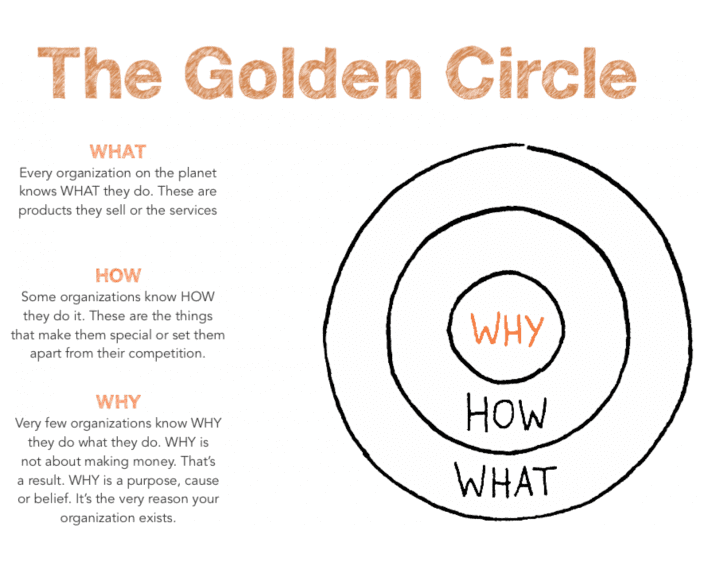 The Golden Circle
WHAT
Every organization on the planet
knows WHAT they do. These are
products they sell or the services
HOW
Some organizations know HOW
they do it. These are the things
that make them special or set them
apart from their competition.
WHY
Very few organizations know WHY
they do what they do. WHY is
not about making money. That's
a result. WHY is a purpose, cause
or belief. It's the very reason your
organization exists.
WHY
HOW
WHAT